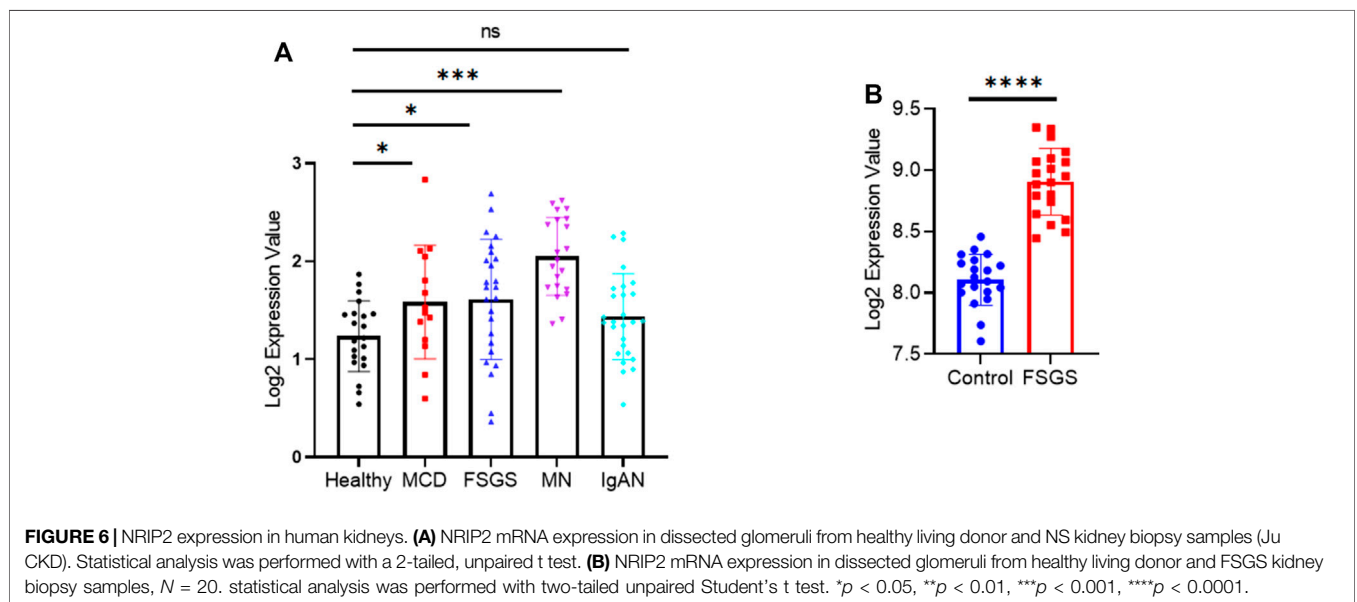 A
ns
***
*
*
Log2 Expression Value
3
2
1
0
Healthy MCD FSGS MN IgAN
B
****
Log2 Expression Value
9.5
9.0
8.5
8.0
7.5
Control FSGS
FIGURE 6 | NRIP2 expression in human kidneys. (A) NRIP2 mRNA expression in dissected glomeruli from healthy living donor and NS kidney biopsy samples (Ju
CKD). Statistical analysis was performed with a 2-tailed, unpaired t test. (B) NRIP2 mRNA expression in dissected glomeruli from healthy living donor and FSGS kidney
biopsy samples, N = 20. statistical analysis was performed with two-tailed unpaired Student's t test. *p < 0.05, **p < 0.01, ***p < 0.001, ****p < 0.0001.